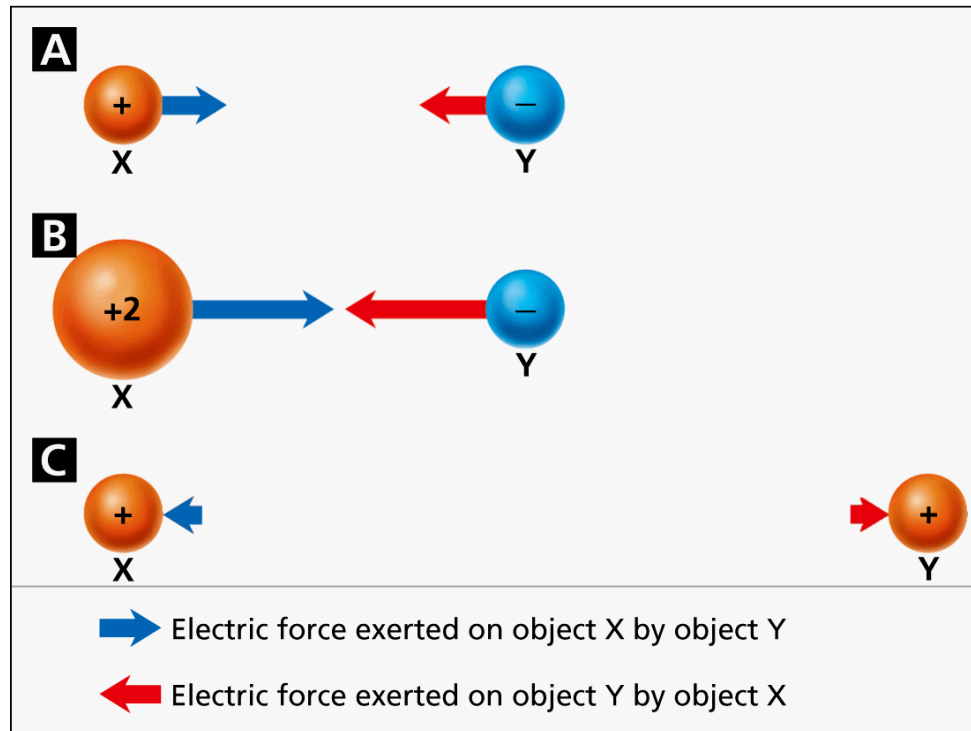 A
+
−
X
Y
B
+2
−
X
Y
C
+
+
X
Y
Electric force exerted on object X by object Y
Electric force exerted on object Y by object X